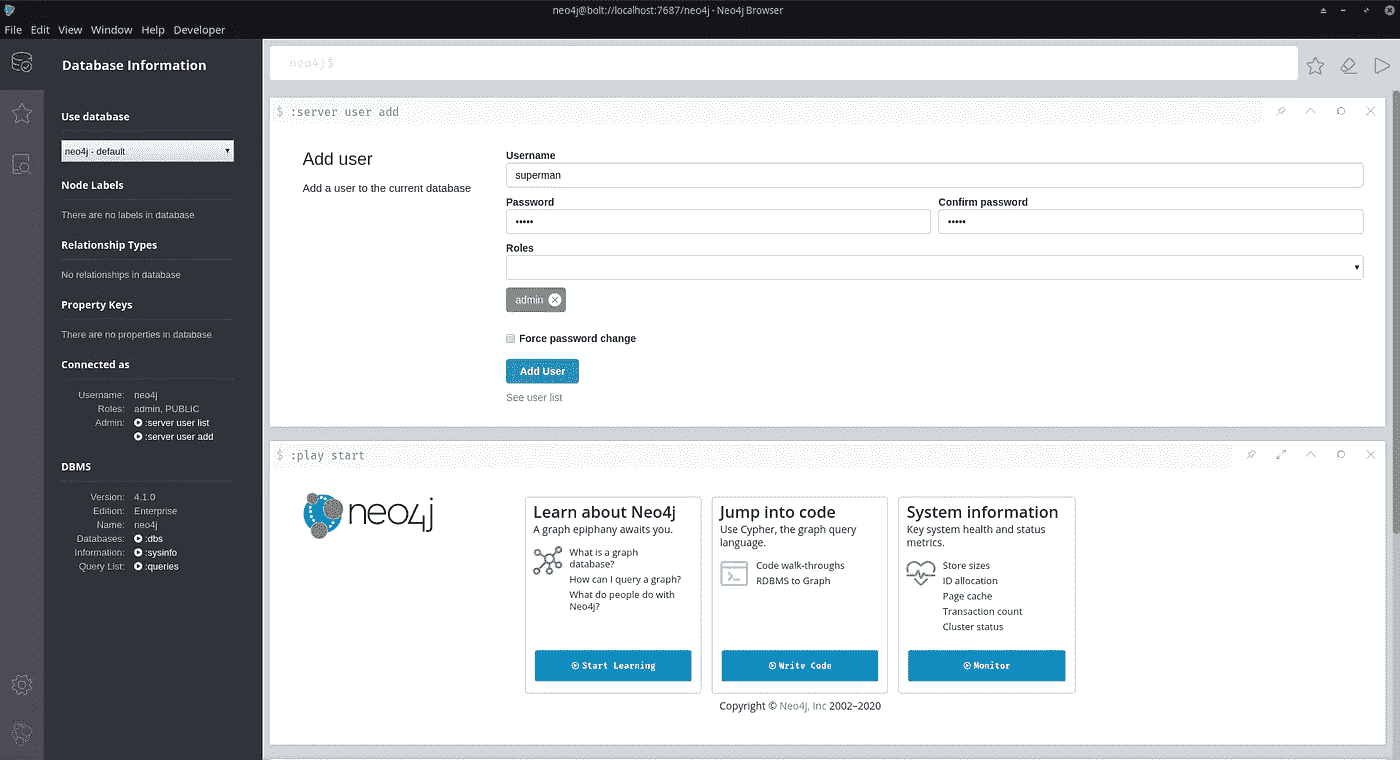 neo4j@bolt://localhost:7687/neo4j - Neo4j Browser
File Edit View Window Help Developer
Database Information
Use database
neo4j - default
Node Labels
There are no labels in database
Relationship Types
No relationships in database
Property Keys
There are no properties in database
Connected as
Username: neo4j
Roles: admin, PUBLIC
Admin: :server user list
:server user add
DBMS
Version: 4.1.0
Edition: Enterprise
Name: neo4j
Databases: :dbs
Information: :sysinfo
Query List: :queries
neo4j$
$ :server user add
Add user
Add a user to the current database
Username
superman
Password
Confirm password
•••••
•••••
Roles
admin
Force password change
Add User
See user list
$ :play start
neo4j
Learn about Neo4j
A graph epiphany awaits you.
What is a graph
database?
How can I query a graph?
What do people do with
Neo4j?
Start Learning
Jump into code
Use Cypher, the graph query
language.
Code walk-throughs
RDBMS to Graph
Write Code
System information
Key system health and status
metrics.
Store sizes
ID allocation
Page cache
Transaction count
Cluster status
Monitor
Copyright © Neo4j, Inc 2002–2020